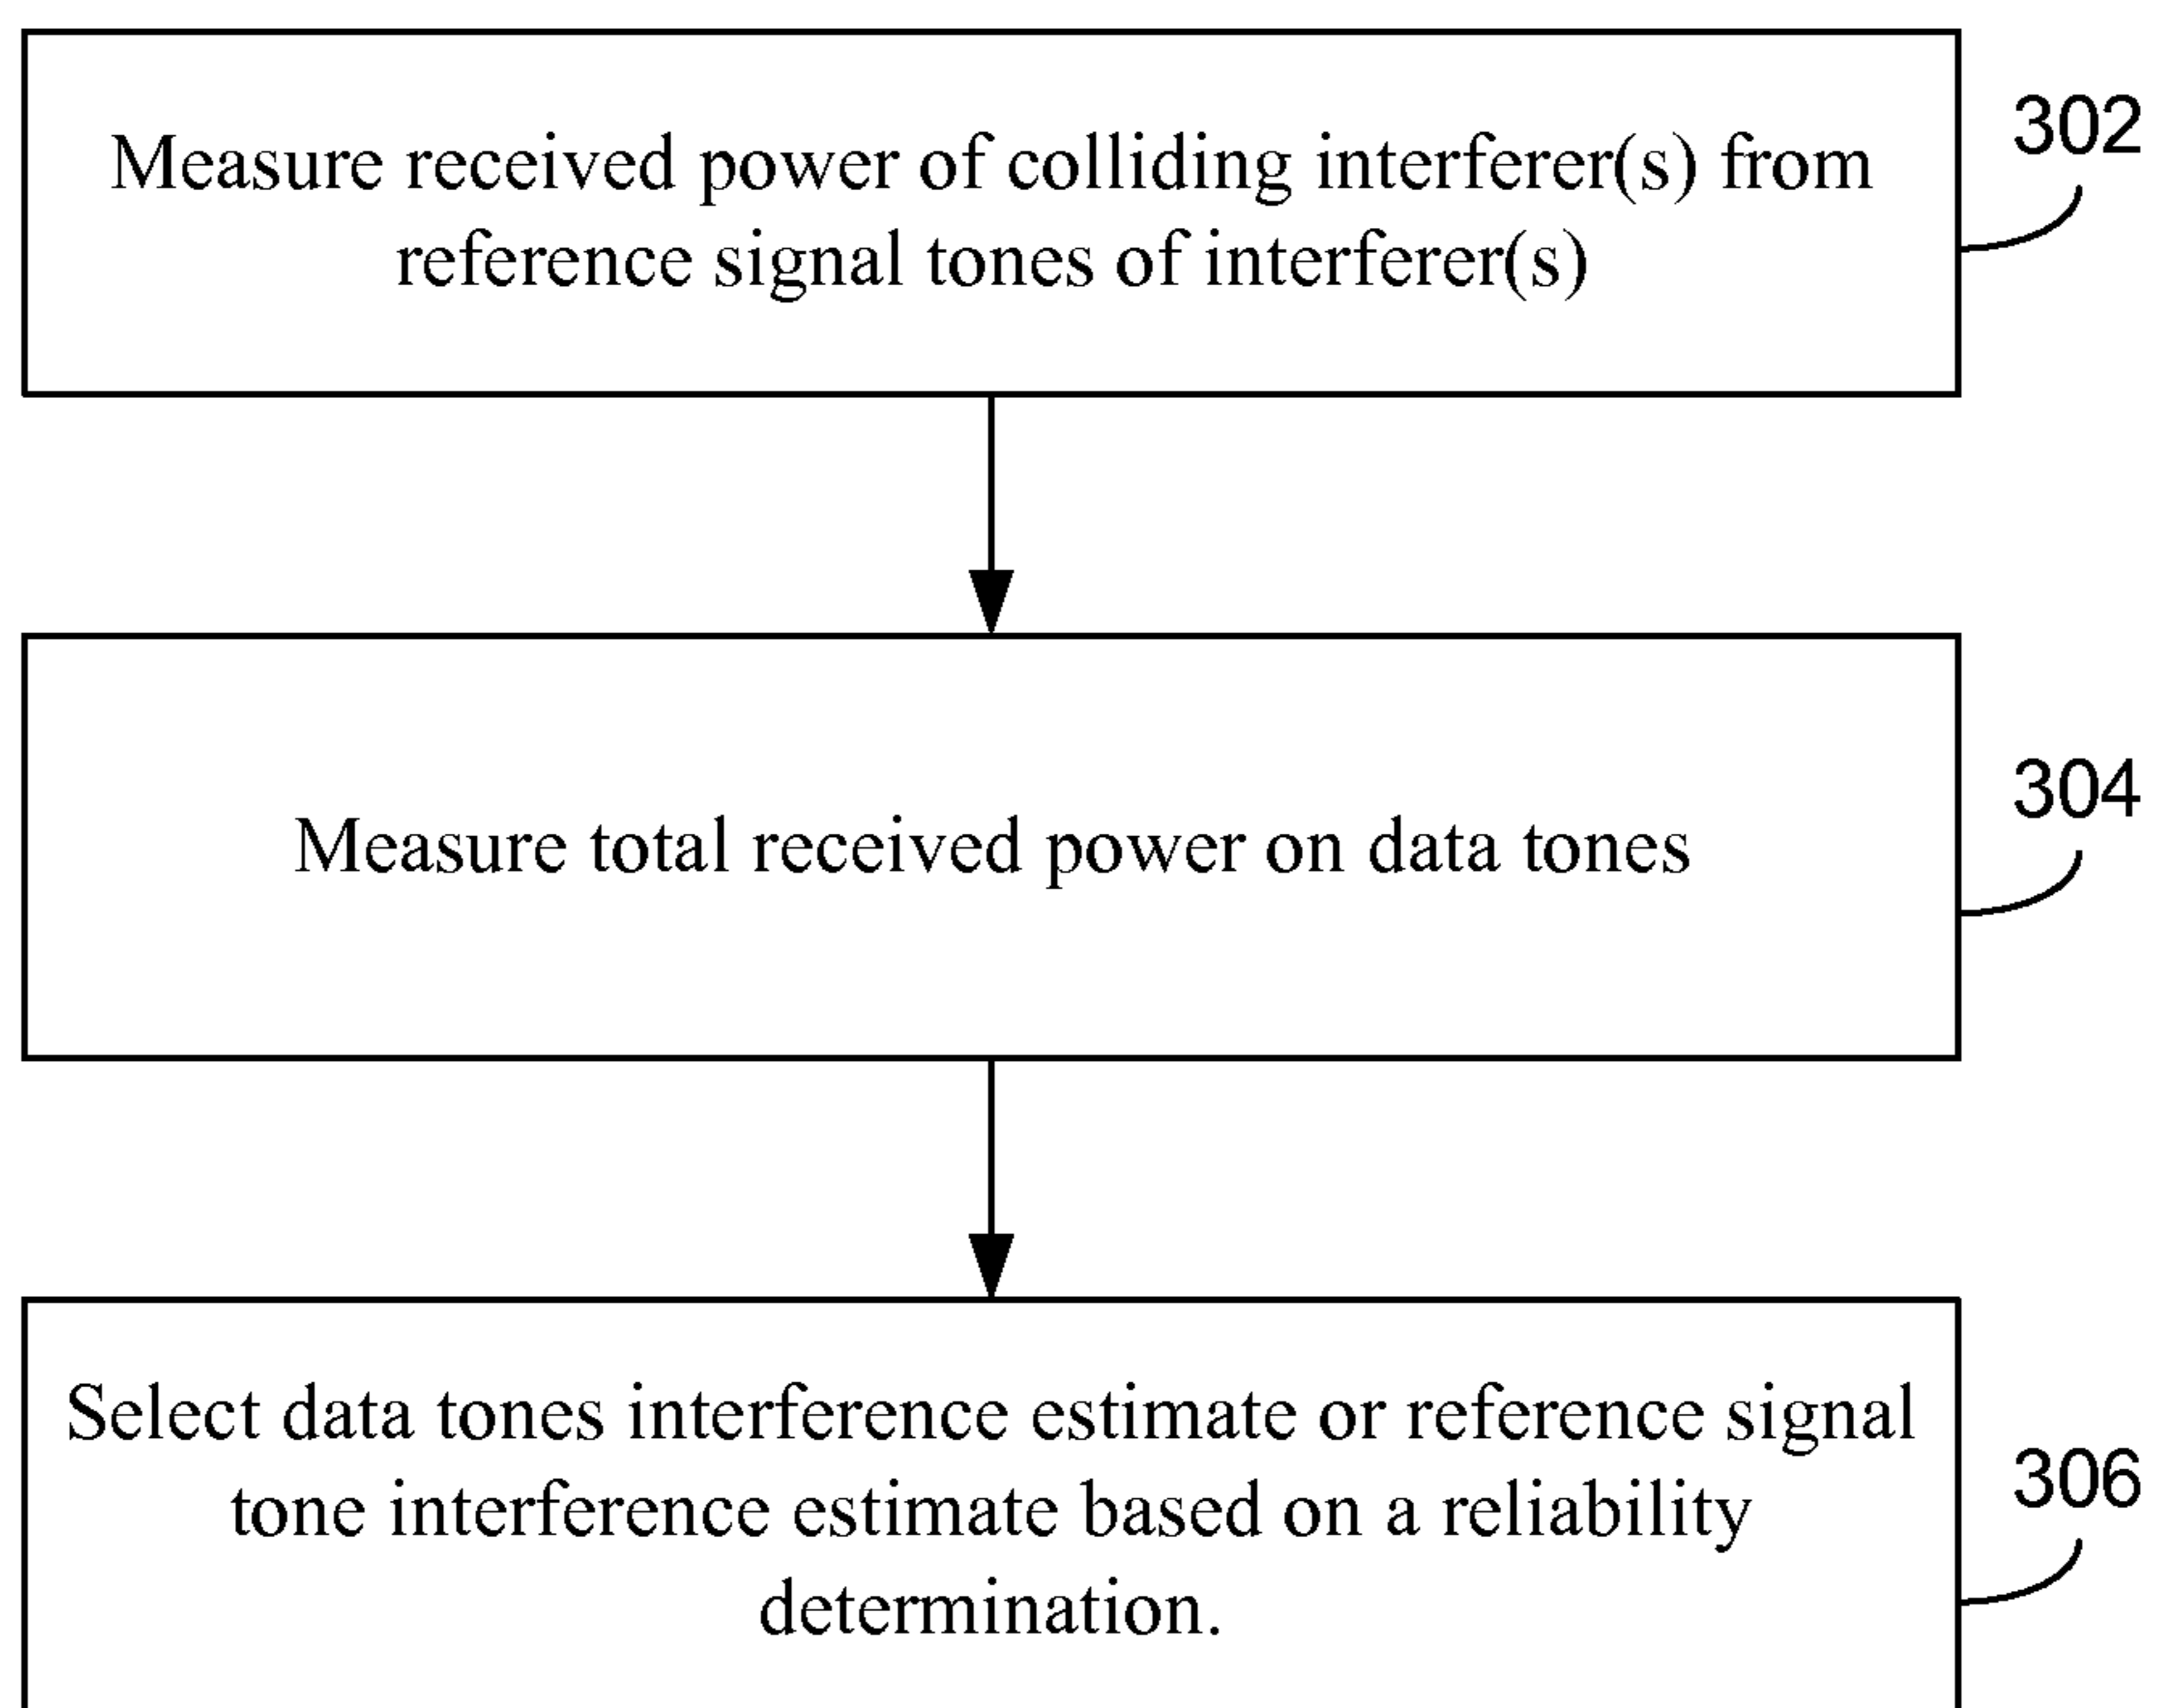 Measure received power of colliding interferer(s) from
reference signal tones of interferer(s)
302
Measure total received power on data tones
304
Select data tones interference estimate or reference signal
tone interference estimate based on a reliability
determination.
306